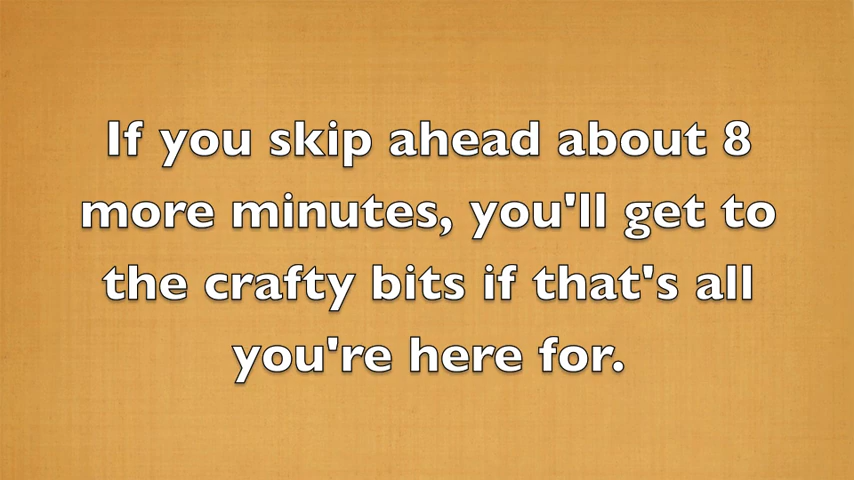 If you skip ahead about 8
more minutes, you'll get to
the crafty bits if that's all
you're here for.